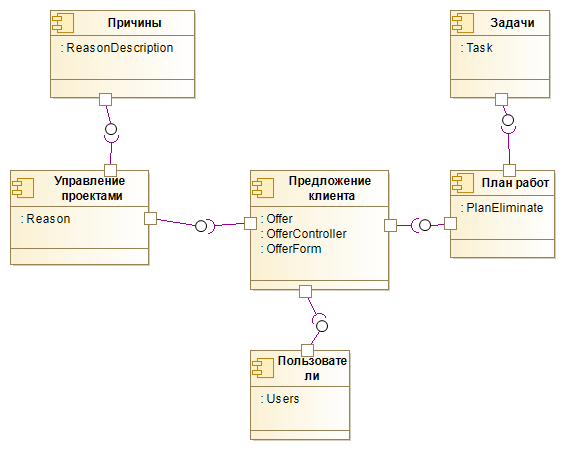 Причины
: ReasonDescription
Задачи
: Task
Управление
проектами
: Reason
Предложение
клиента
: Offer
: OfferController
: OfferForm
План работ
: PlanEliminate
Пользовате
ли
: Users